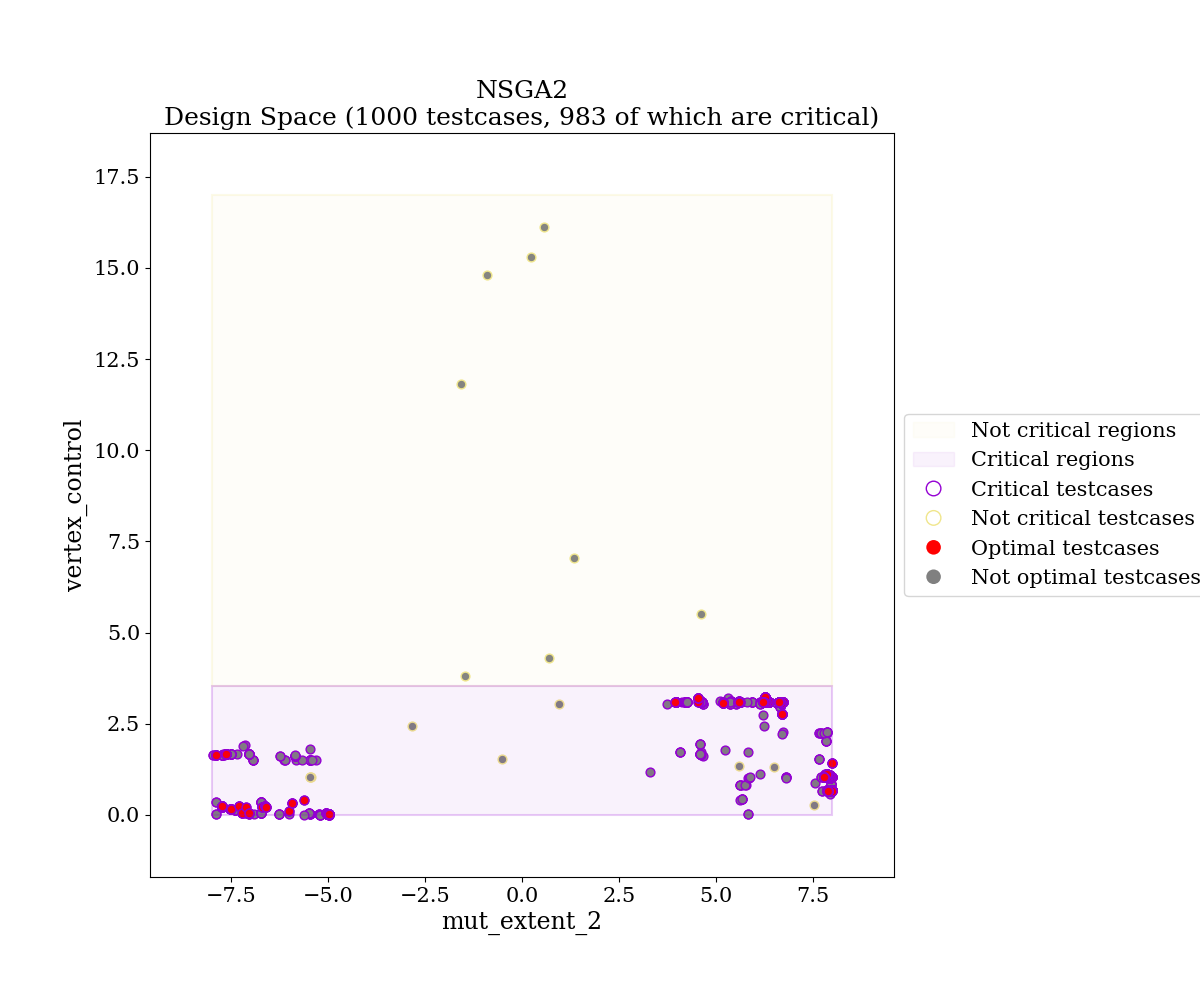 NSGA2
Design Space (1000 testcases, 983 of which are critical)
17.5
15.0
12.5
10.0
7.5
5.0
2.5
0.0
vertex_control
−7.5
−5.0
−2.5
0.0
2.5
5.0
7.5
mut_extent_2
Not critical regions
Critical regions
Critical testcases
Not critical testcases
Optimal testcases
Not optimal testcases